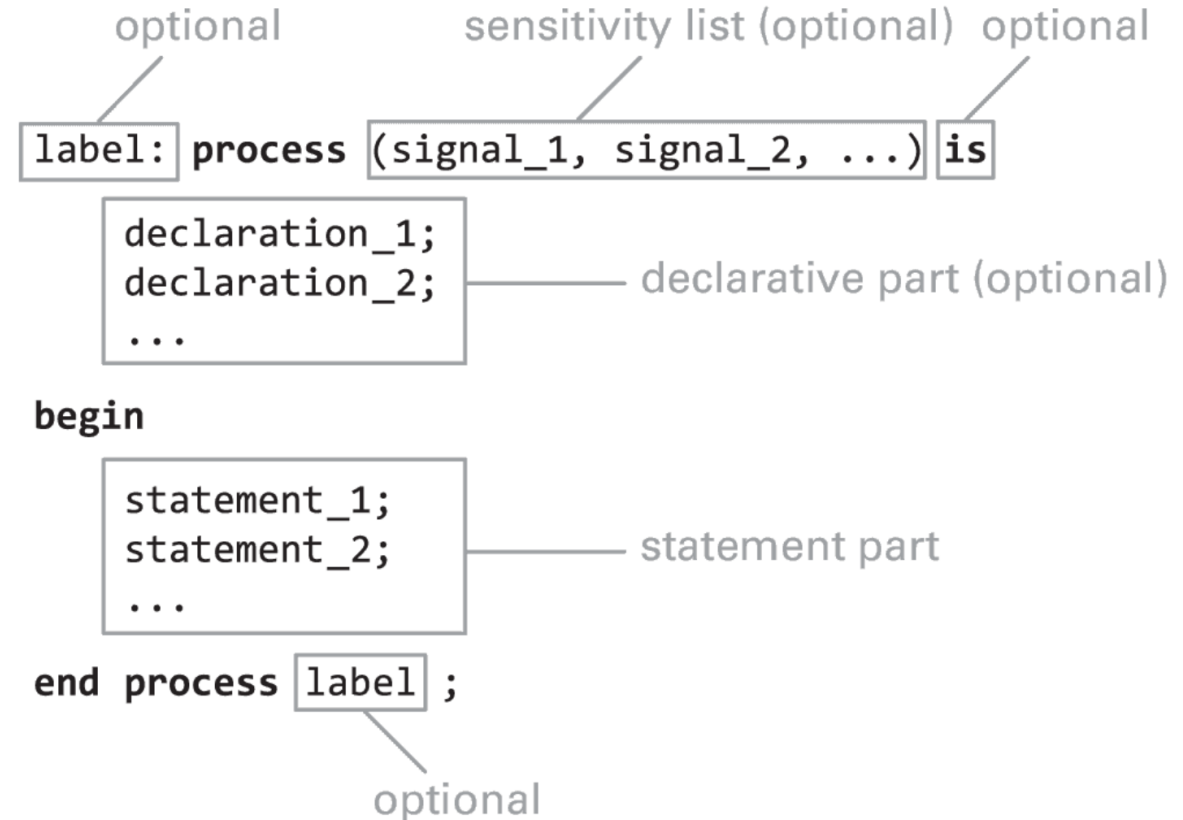 optional sensitivity list (optional) optional
label: process (signal_1, signal_2, ...) is
declaration_1;
declaration_2;
...
declarative part (optional)
begin
statement_1;
statement_2;
...
statement part
end process label ;
optional